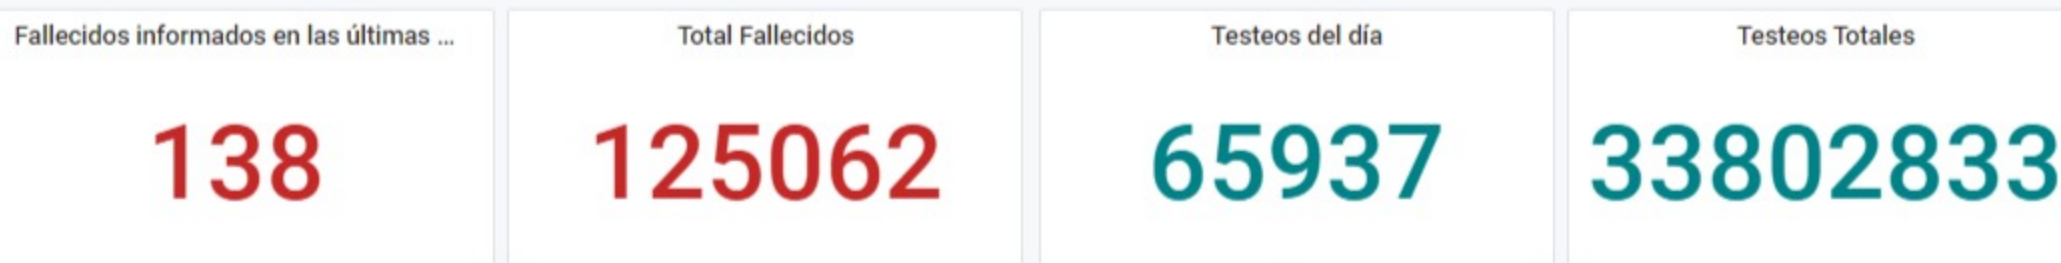 Fallecidos informados en las últimas ...
138
Total Fallecidos
125062
Testeos del día
65937
Testeos Totales
33802833